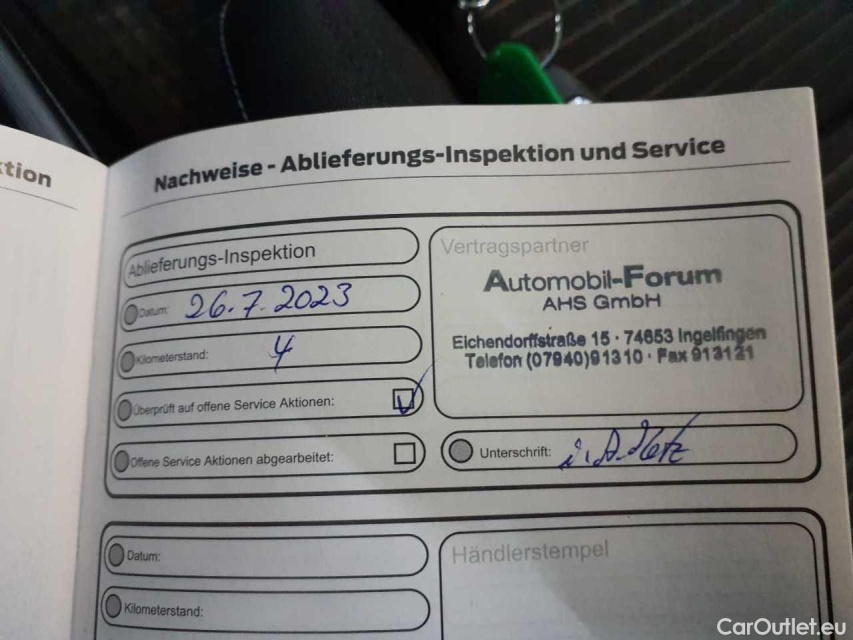 ktion
Nachweise - Ablieferungs-Inspektion und Service
Ablieferungs-Inspektion
Datum: 26.7.2023
Kilometerstand: 4
Überprüft auf offene Service Aktionen:
Offene Service Aktionen abgearbeitet:
Vertragspartner
Automobil-Forum
AHS GmbH
Eichendorffstraße 15 · 74653 Ingelfingen
Telefon (07940)91310 · Fax 913121
Unterschrift:
Datum:
Kilometerstand:
Händlerstempel
CarOutlet.eu